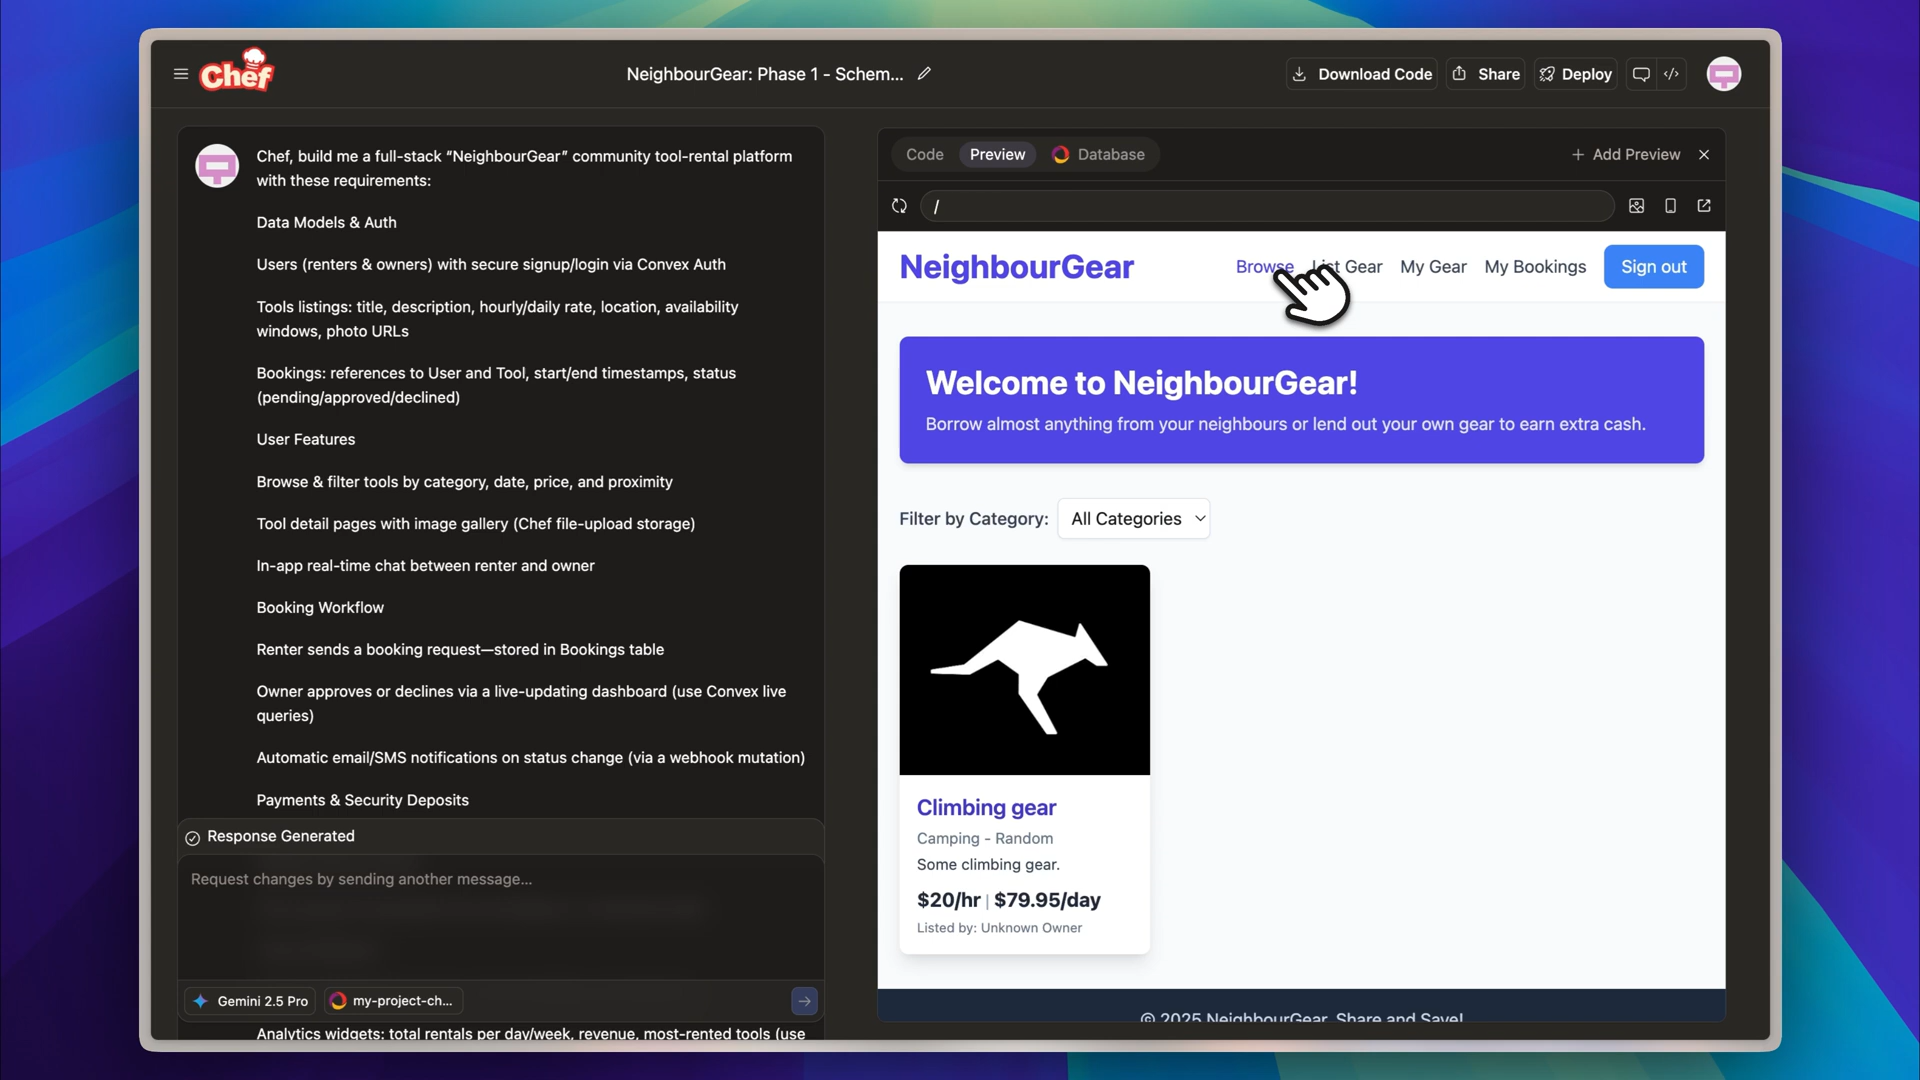 Chef
NeighbourGear: Phase 1 - Schem...
Download Code
Share
Deploy
Chef, build me a full-stack “NeighbourGear” community tool-rental platform
with these requirements:
Data Models & Auth
Users (renters & owners) with secure signup/login via Convex Auth
Tools listings: title, description, hourly/daily rate, location, availability
windows, photo URLs
Bookings: references to User and Tool, start/end timestamps, status
(pending/approved/declined)
User Features
Browse & filter tools by category, date, price, and proximity
Tool detail pages with image gallery (Chef file-upload storage)
In-app real-time chat between renter and owner
Booking Workflow
Renter sends a booking request—stored in Bookings table
Owner approves or declines via a live-updating dashboard (use Convex live
queries)
Automatic email/SMS notifications on status change (via a webhook mutation)
Payments & Security Deposits
Response Generated
Request changes by sending another message...
Gemini 2.5 Pro
my-project-ch...
Analytics widgets: total rentals per day/week, revenue, most-rented tools (use
Code
Preview
Database
+ Add Preview
/
NeighbourGear
Browse
List Gear
My Gear
My Bookings
Sign out
Welcome to NeighbourGear!
Borrow almost anything from your neighbours or lend out your own gear to earn extra cash.
Filter by Category:
All Categories
Climbing gear
Camping - Random
Some climbing gear.
$20/hr | $79.95/day
Listed by: Unknown Owner
© 2025 NeighbourGear. Share and Save!